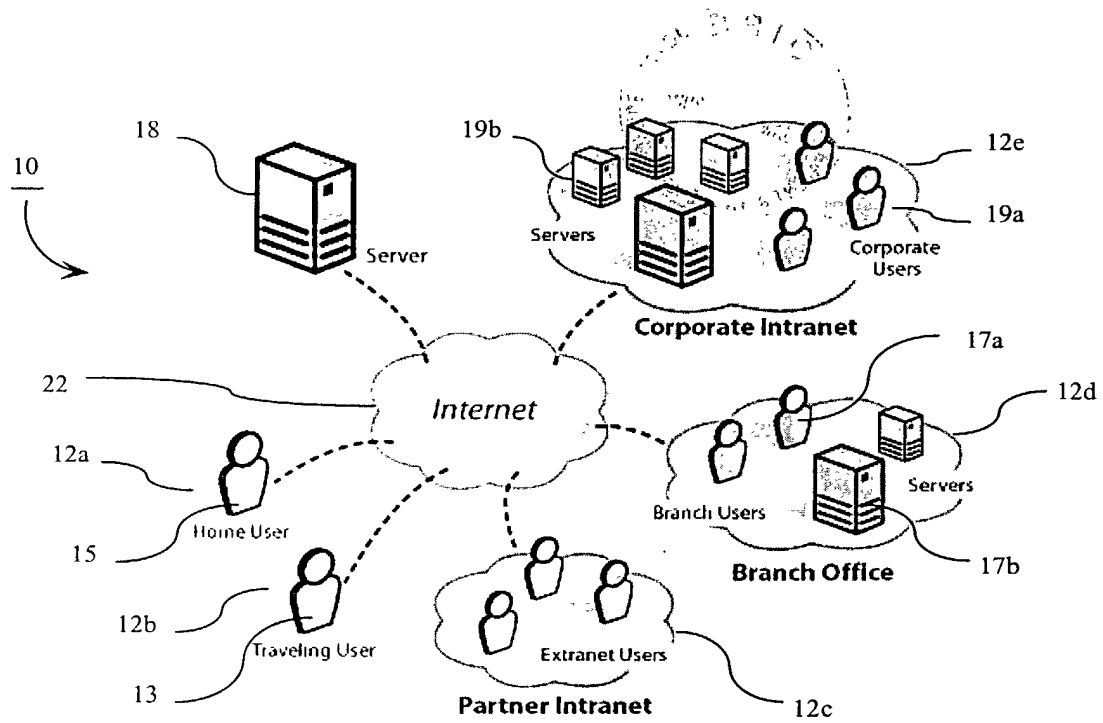 18
19b
12e
10
19a
Server
Servers
Corporate
Users
Corporate Intranet
17a
22
Internet
12d
12a
Servers
Branch Users
Home User
15
Branch Office
17b
12b
Traveling User
Extranet Users
13
Partner Intranet
12c